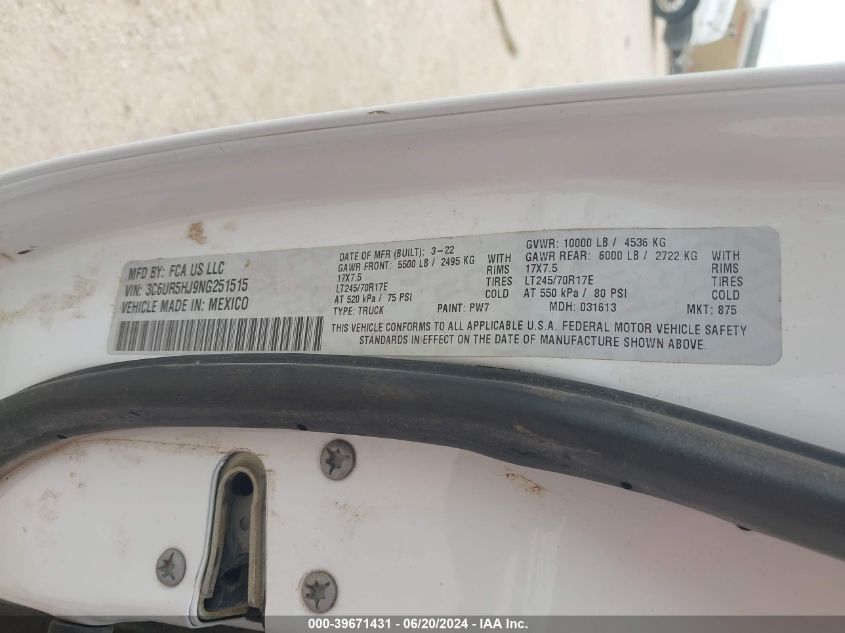 MFD BY: FCA US LLC
VIN: 3C6UR5HJ9NG251515
VEHICLE MADE IN: MEXICO
DATE OF MFR (BUILT): 3-22
GAWR FRONT: 5500 LB / 2495 KG WITH
17X7.5 RIMS
LT245/70R17E TIRES
AT 520 kPa / 75 PSI COLD
TYPE: TRUCK PAINT: PW7
GVWR: 10000 LB / 4536 KG
GAWR REAR: 6000 LB / 2722 KG WITH
17X7.5 RIMS
LT245/70R17E TIRES
AT 550 kPa / 80 PSI COLD
MDH: 031613 MKT: 875
THIS VEHICLE CONFORMS TO ALL APPLICABLE U.S.A. FEDERAL MOTOR VEHICLE SAFETY
STANDARDS IN EFFECT ON THE DATE OF MANUFACTURE SHOWN ABOVE.
000-39671431 - 06/20/2024 - IAA Inc.